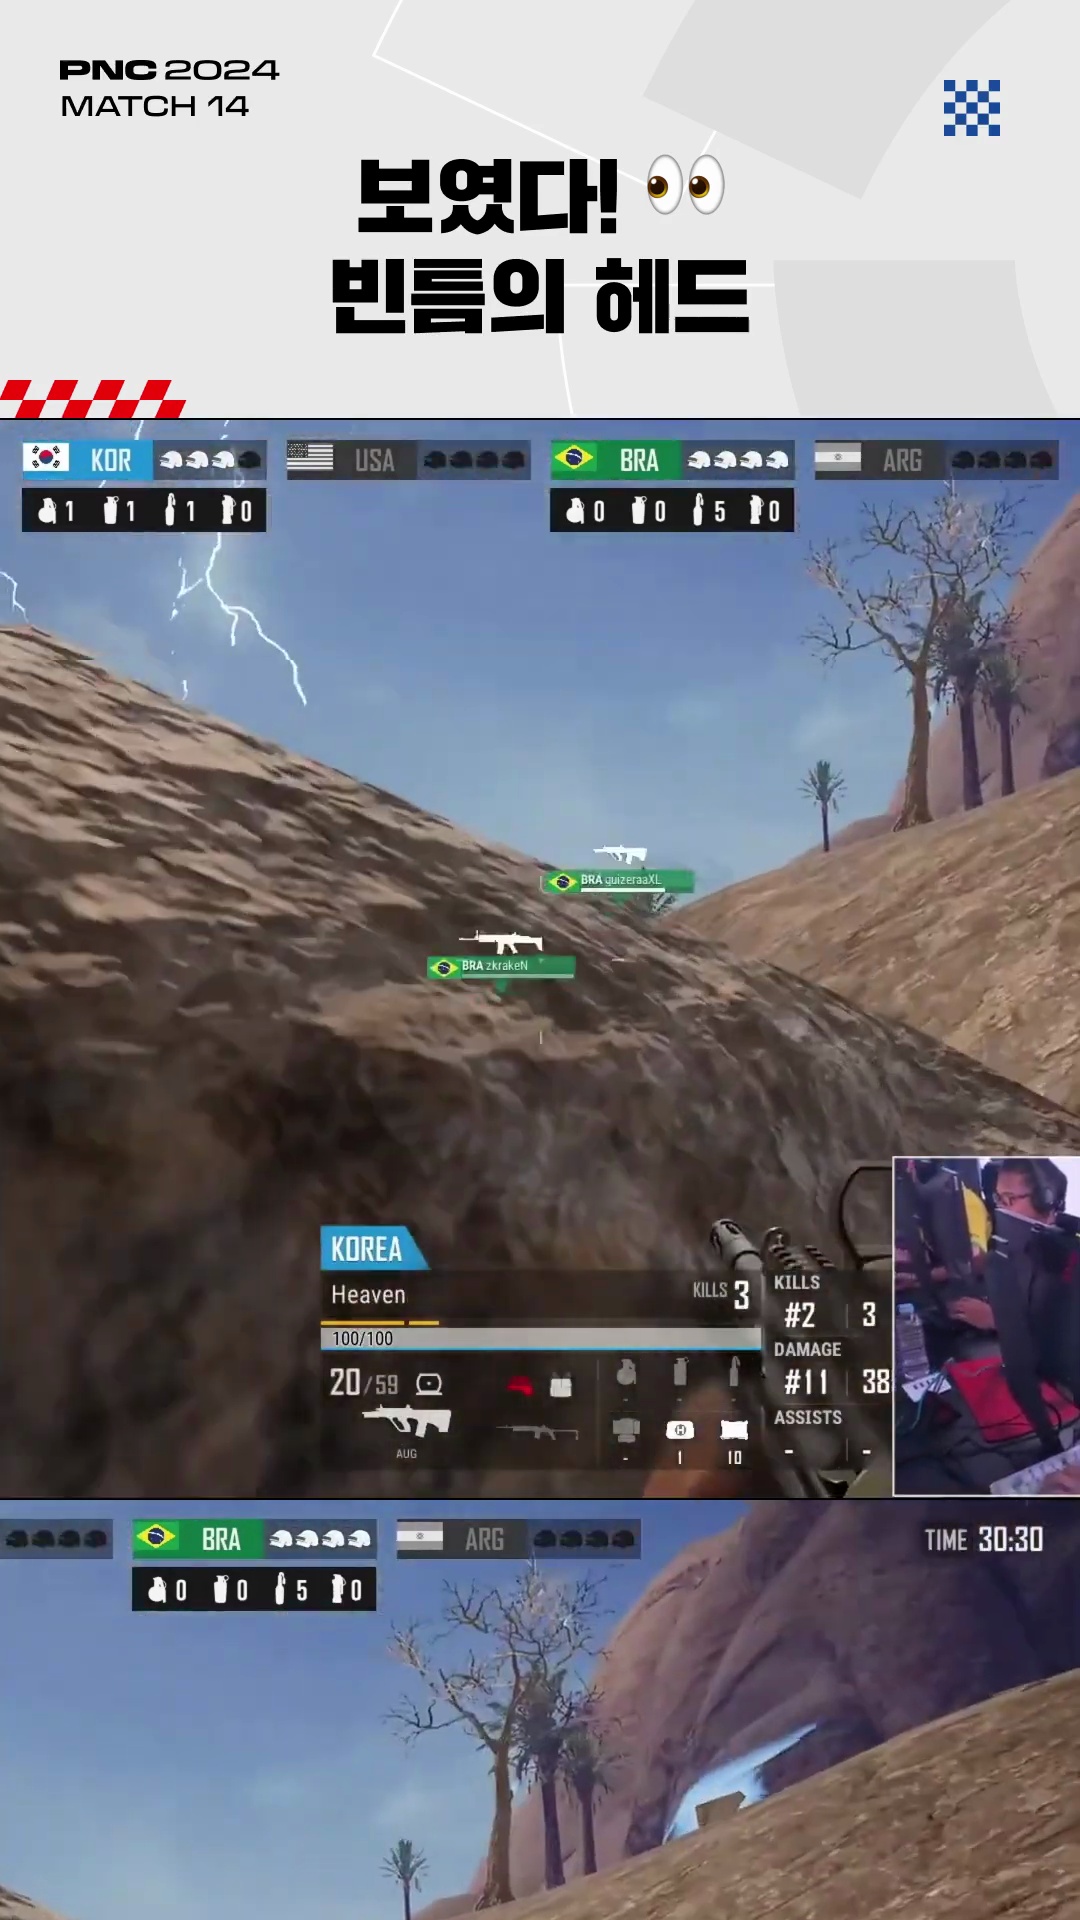 PNC 2024
MATCH 14
보였다! 👀
빈틈의 헤드
KOR
USA
BRA
ARG
1 1 1 0
0 0 5 0
BRA guizeraaXL
BRA zkrakeN
KOREA
Heaven
KILLS 3
100/100
20/59
AUG
- - -
- 1 10
KILLS
#2 3
DAMAGE
#11 38
ASSISTS
- -
BRA
ARG
TIME 30:30
0 0 5 0